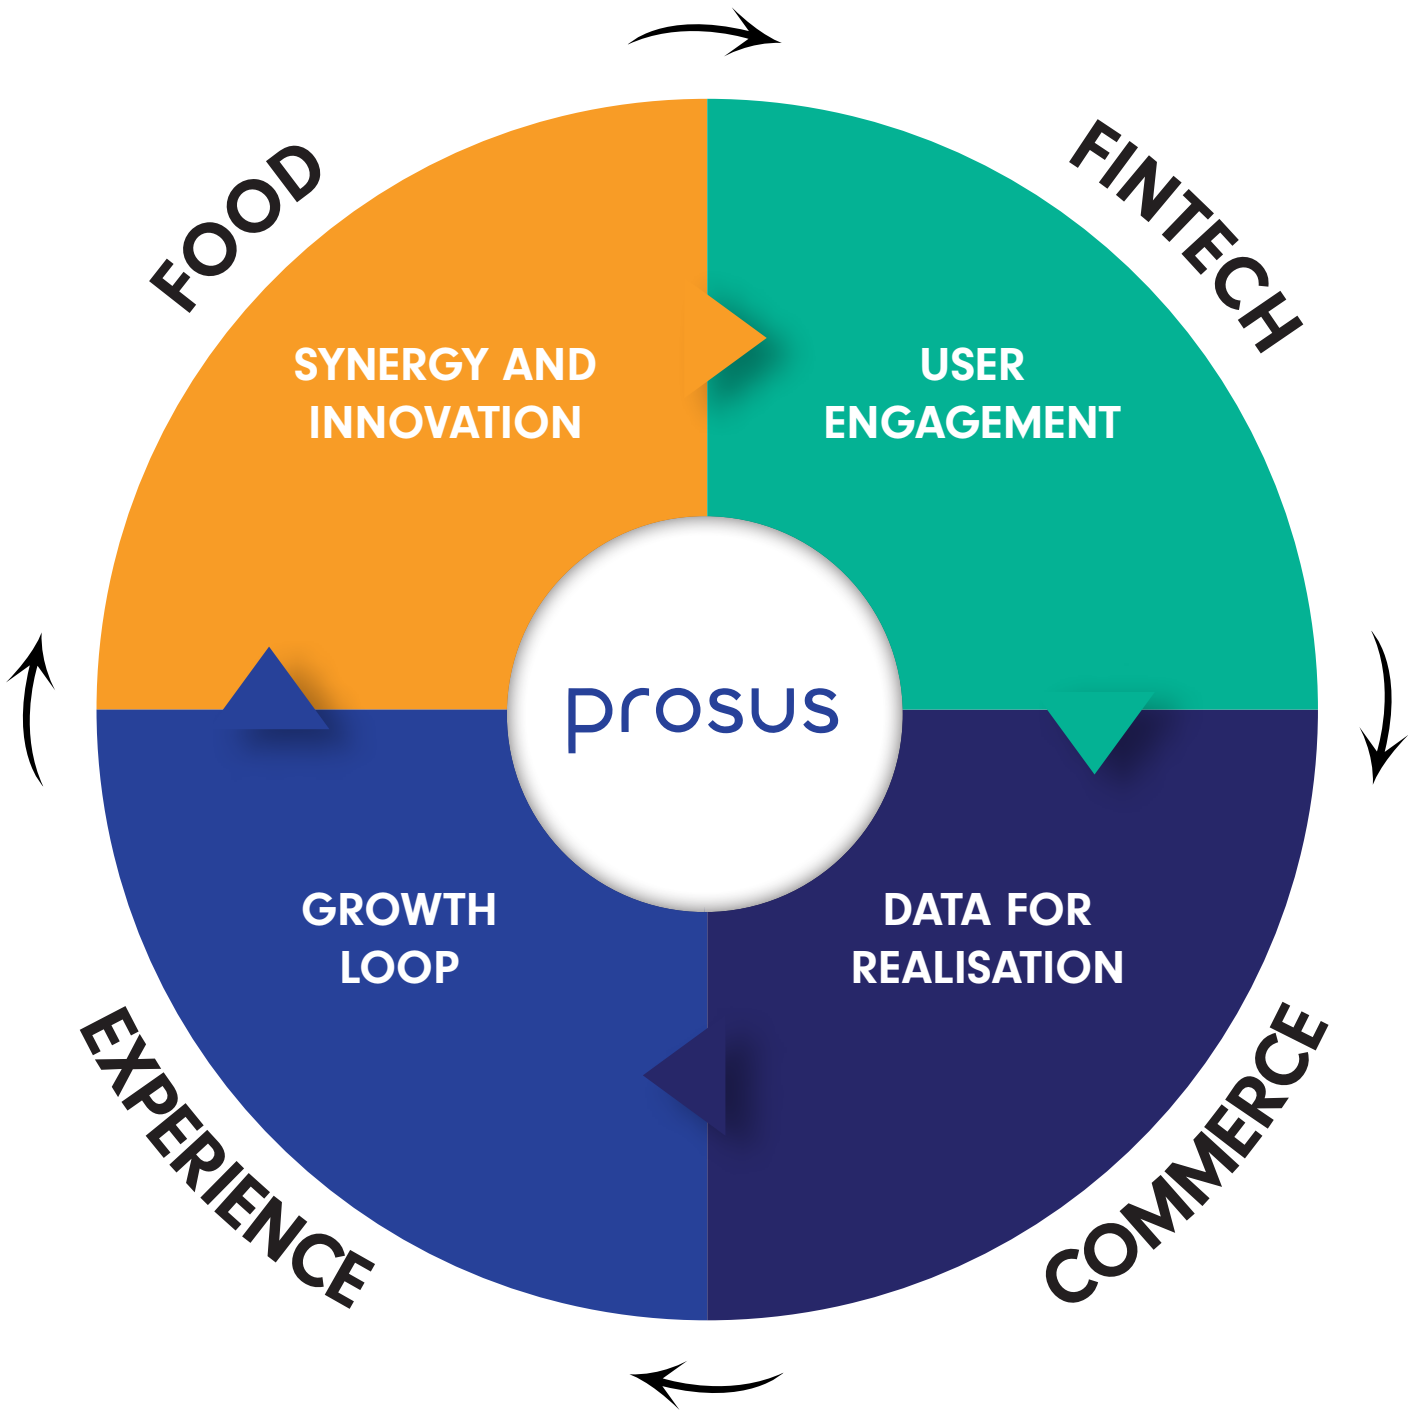 FOOD
FINTECH
SYNERGY AND
INNOVATION
USER
ENGAGEMENT
prosus
GROWTH
LOOP
DATA FOR
REALISATION
EXPERIENCE
COMMERCE